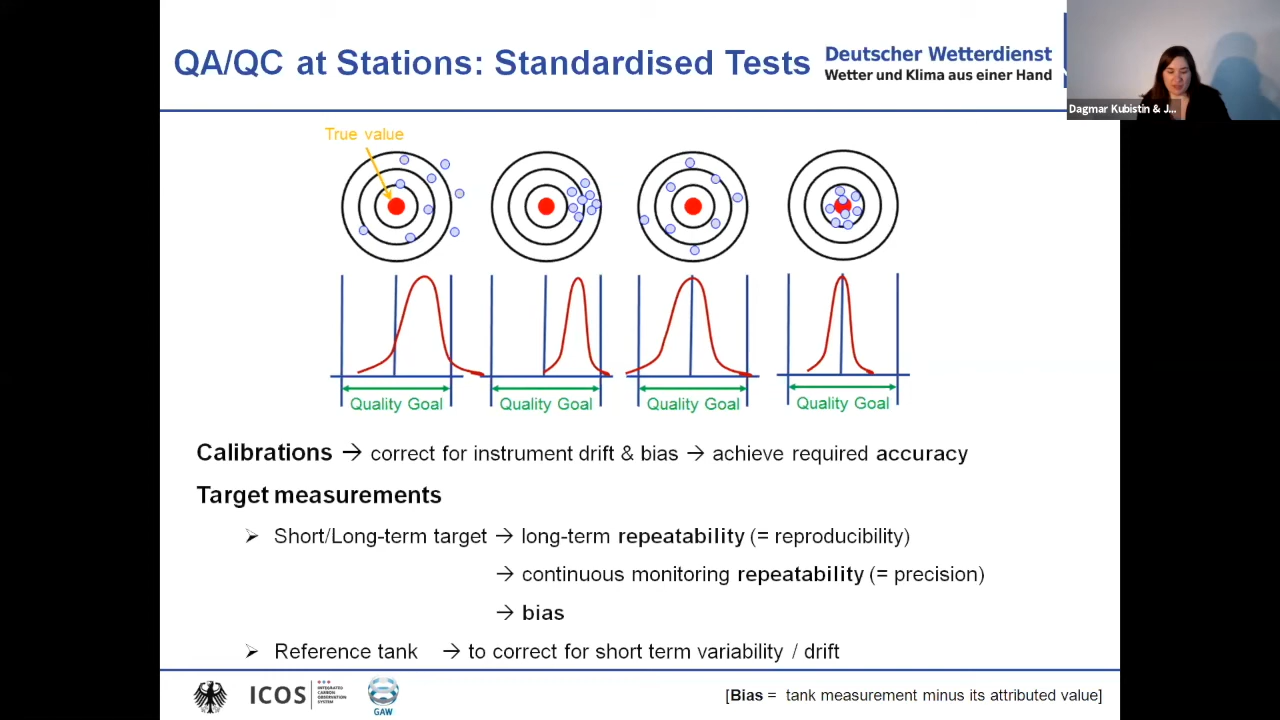 QA/QC at Stations: Standardised Tests
Deutscher Wetterdienst
Wetter und Klima aus einer Hand
Dagmar Kubistin & J...
True value
Quality Goal
Quality Goal
Quality Goal
Quality Goal
Calibrations → correct for instrument drift & bias → achieve required accuracy
Target measurements
➢ Short/Long-term target → long-term repeatability (= reproducibility)
→ continuous monitoring repeatability (= precision)
→ bias
➢ Reference tank → to correct for short term variability / drift
ICOS
INTEGRATED
CARBON
OBSERVATION
SYSTEM
GAW
[Bias = tank measurement minus its attributed value]